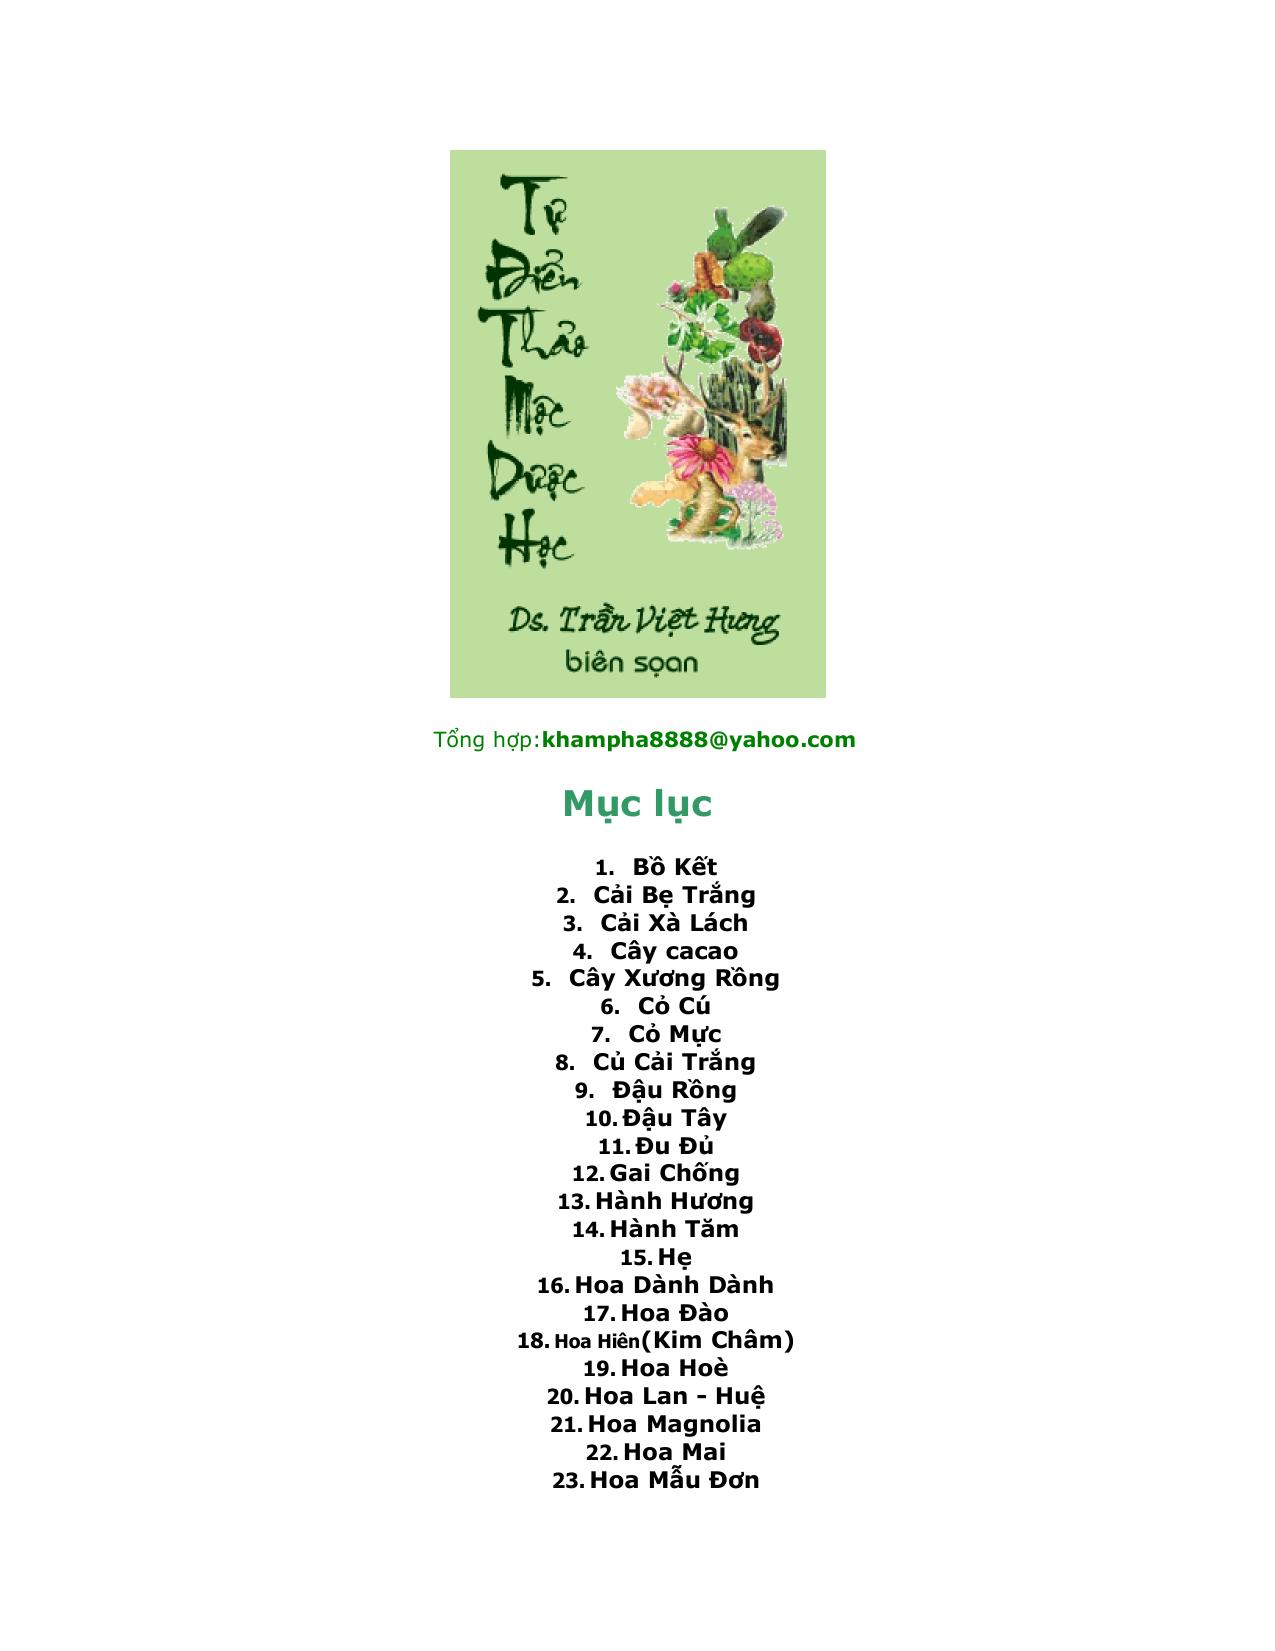 Tự
Điển
Thảo
Mộc
Dược
Học
Ds. Trần Việt Hưng
biên sọan
Tổng hợp:khampha8888@yahoo.com
Mục lục
1. Bồ Kết
2. Cải Bẹ Trắng
3. Cải Xà Lách
4. Cây cacao
5. Cây Xương Rồng
6. Cỏ Cú
7. Cỏ Mực
8. Củ Cải Trắng
9. Đậu Rồng
10. Đậu Tây
11. Đu Đủ
12. Gai Chống
13. Hành Hương
14. Hành Tăm
15. Hẹ
16. Hoa Dành Dành
17. Hoa Đào
18. Hoa Hiên(Kim Châm)
19. Hoa Hoè
20. Hoa Lan - Huệ
21. Hoa Magnolia
22. Hoa Mai
23. Hoa Mẫu Đơn